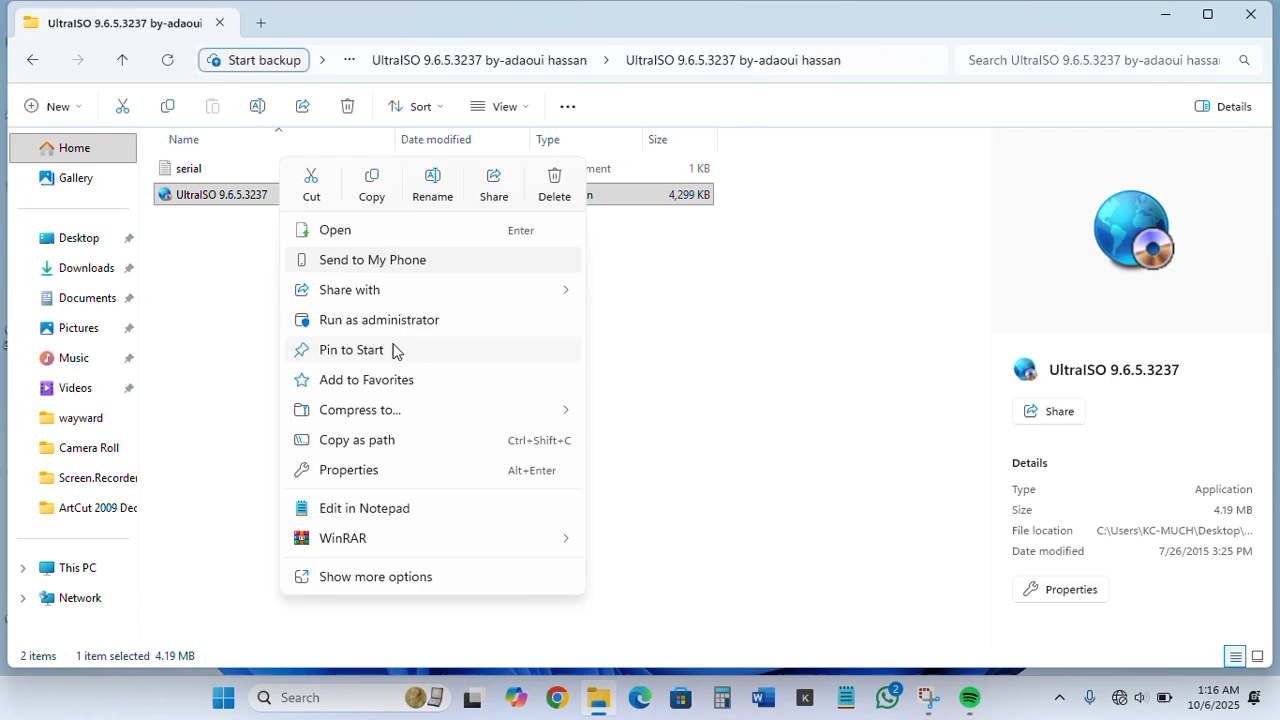 UltraISO 9.6.5.3237 by-adaoui
Start backup
UltraISO 9.6.5.3237 by-adaoui hassan
UltraISO 9.6.5.3237 by-adaoui hassan
Search UltraISO 9.6.5.3237 by-adaoui hassan
New
Sort
View
Details
Name
Date modified
Type
Size
Home
Gallery
Desktop
Downloads
Documents
Pictures
Music
Videos
wayward
Camera Roll
Screen.Recorde
ArtCut 2009 Dec
This PC
Network
serial
ment
1 KB
UltraISO 9.6.5.3237
n
4,299 KB
Cut
Copy
Rename
Share
Delete
Open
Enter
Send to My Phone
Share with
Run as administrator
Pin to Start
Add to Favorites
Compress to...
Copy as path
Ctrl+Shift+C
Properties
Alt+Enter
Edit in Notepad
WinRAR
Show more options
UltraISO 9.6.5.3237
Share
Details
Type
Application
Size
4.19 MB
File location
C:\Users\KC-MUCH\Desktop\...
Date modified
7/26/2015 3:25 PM
Properties
2 items
1 item selected 4.19 MB
Search
K
2
1:16 AM
10/6/2025